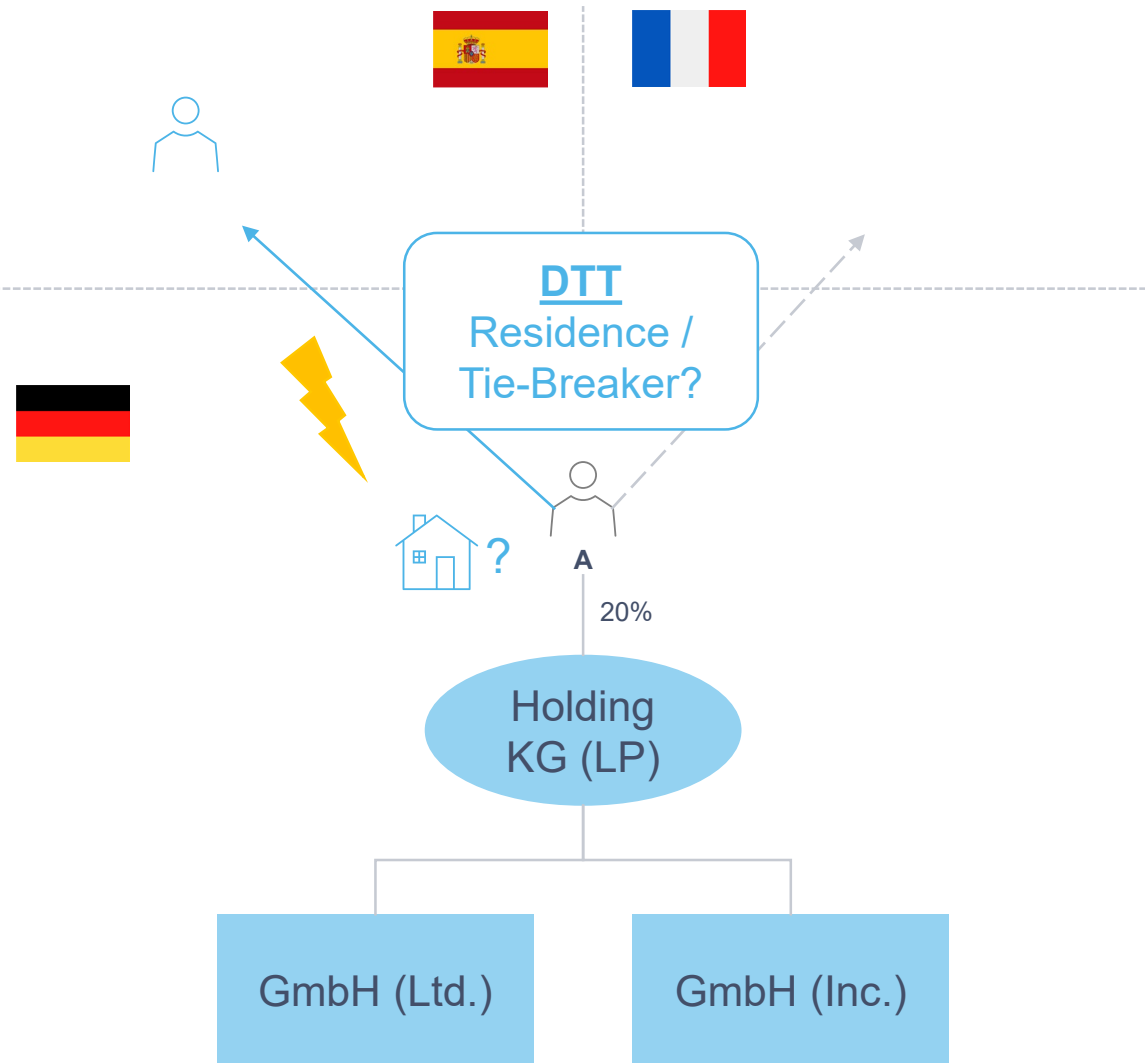 DTT
Residence /
Tie-Breaker?
?
A
20%
Holding
KG (LP)
GmbH (Ltd.)
GmbH (Inc.)